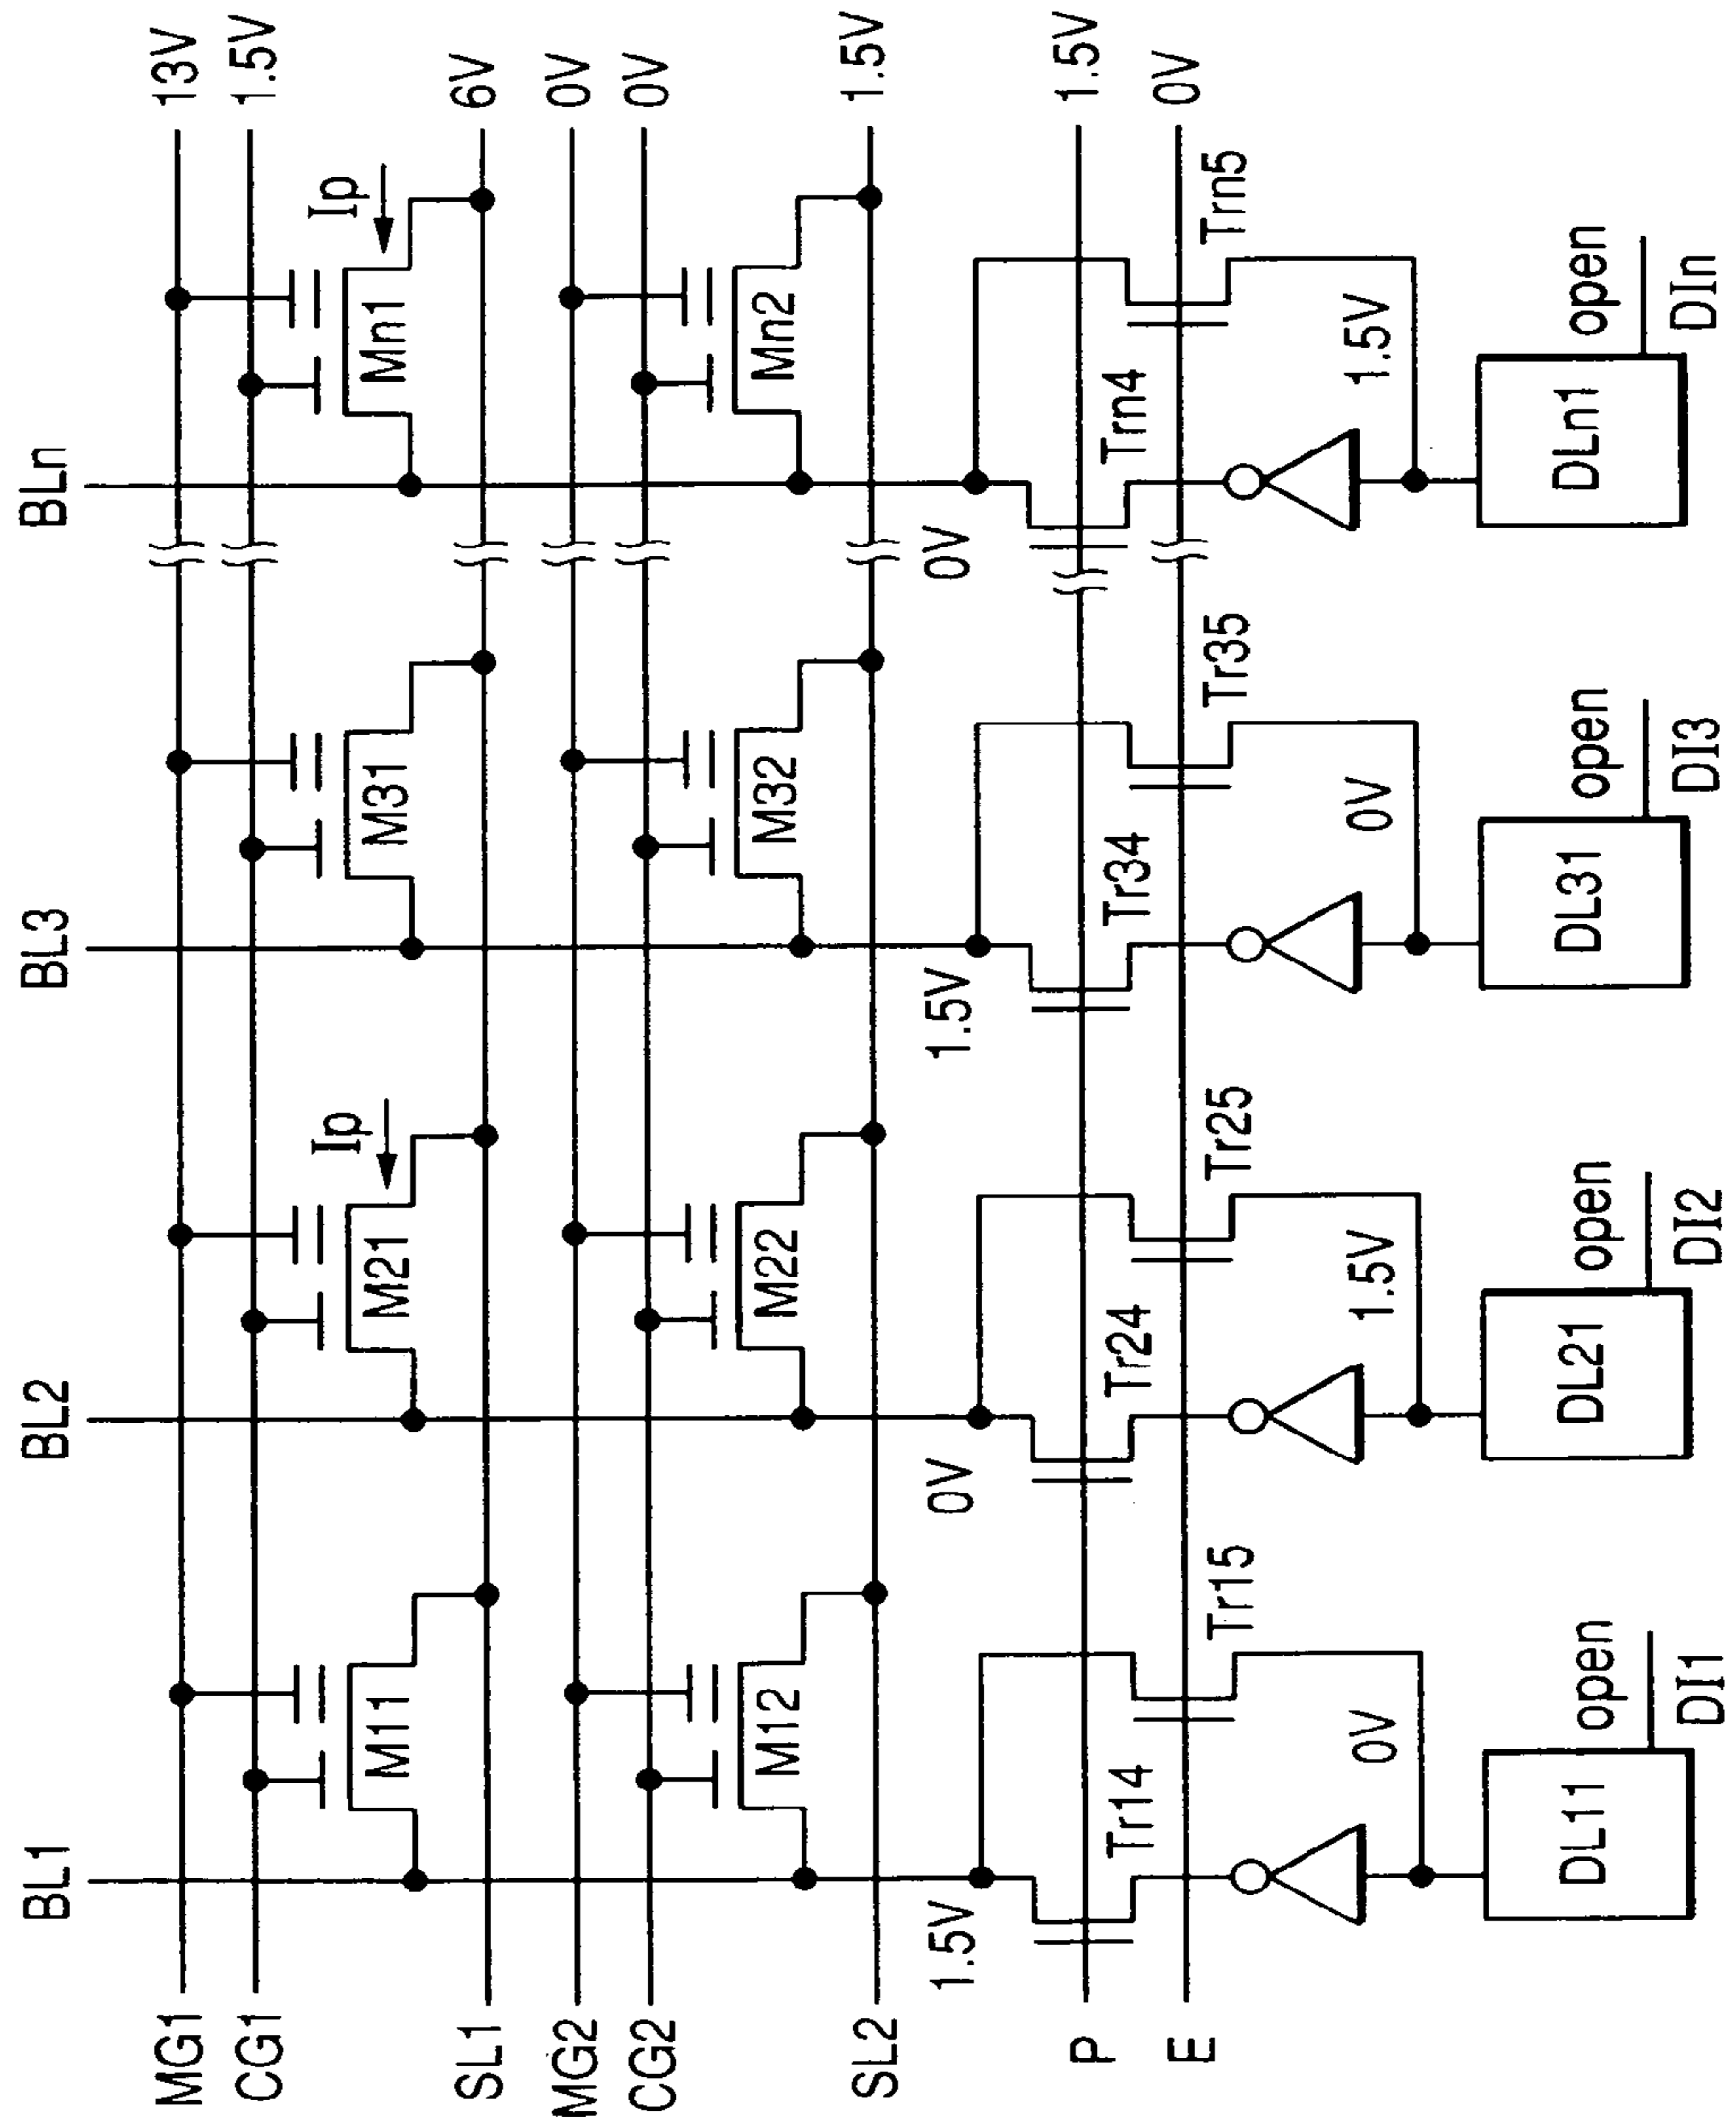 BL1 BL2 BL3 BLn
MG1 13V
CG1 1.5V
Ip Ip
M11 M21 M31 Mn1
SL1 6V
MG2 0V
CG2 0V
M12 M22 M32 Mn2
SL2 1.5V
1.5V 0V 1.5V 0V
P 1.5V
Tr14 Tr24 Tr34 Trn4
E 0V
Tr15 Tr25 Tr35 Trn5
0V 1.5V 0V 1.5V
DL11 open DL21 open DL31 open DLn1 open
DI1 DI2 DI3 DIn